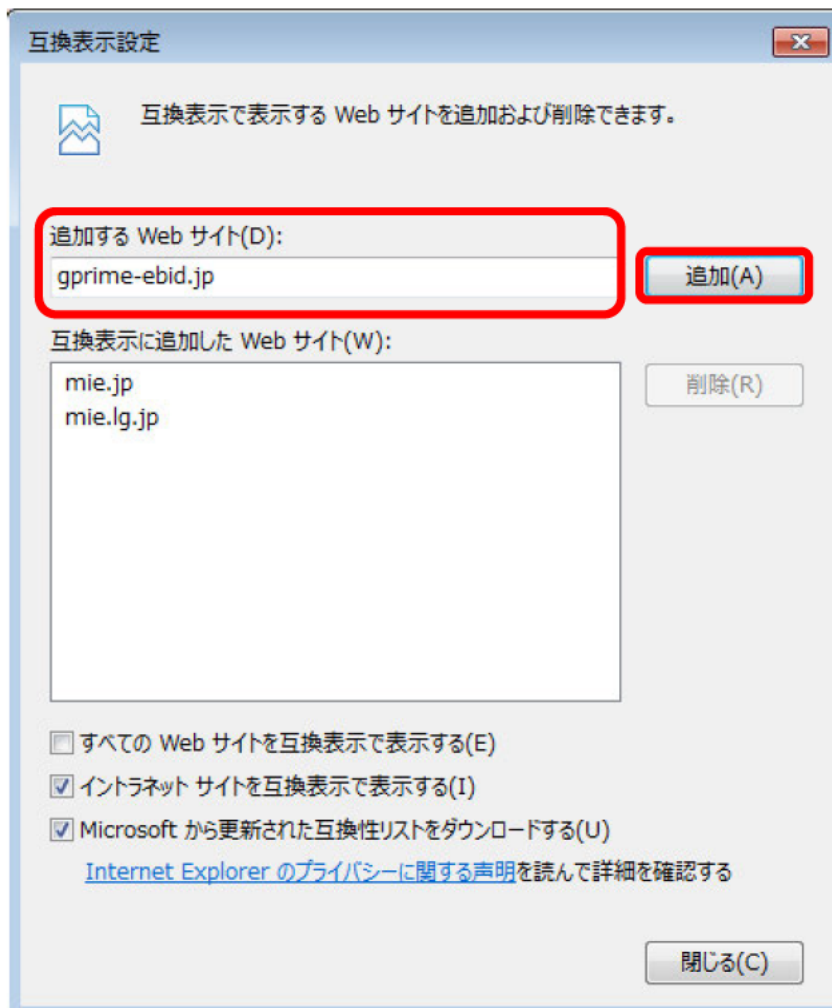 互換表示設定
互換表示で表示する Web サイトを追加および削除できます。
追加する Web サイト(D):
gprime-ebid.jp
追加(A)
互換表示に追加した Web サイト(W):
mie.jp
mie.lg.jp
削除(R)
すべての Web サイトを互換表示で表示する(E)
イントラネット サイトを互換表示で表示する(I)
Microsoft から更新された互換性リストをダウンロードする(U)
Internet Explorer のプライバシーに関する声明を読んで詳細を確認する
閉じる(C)